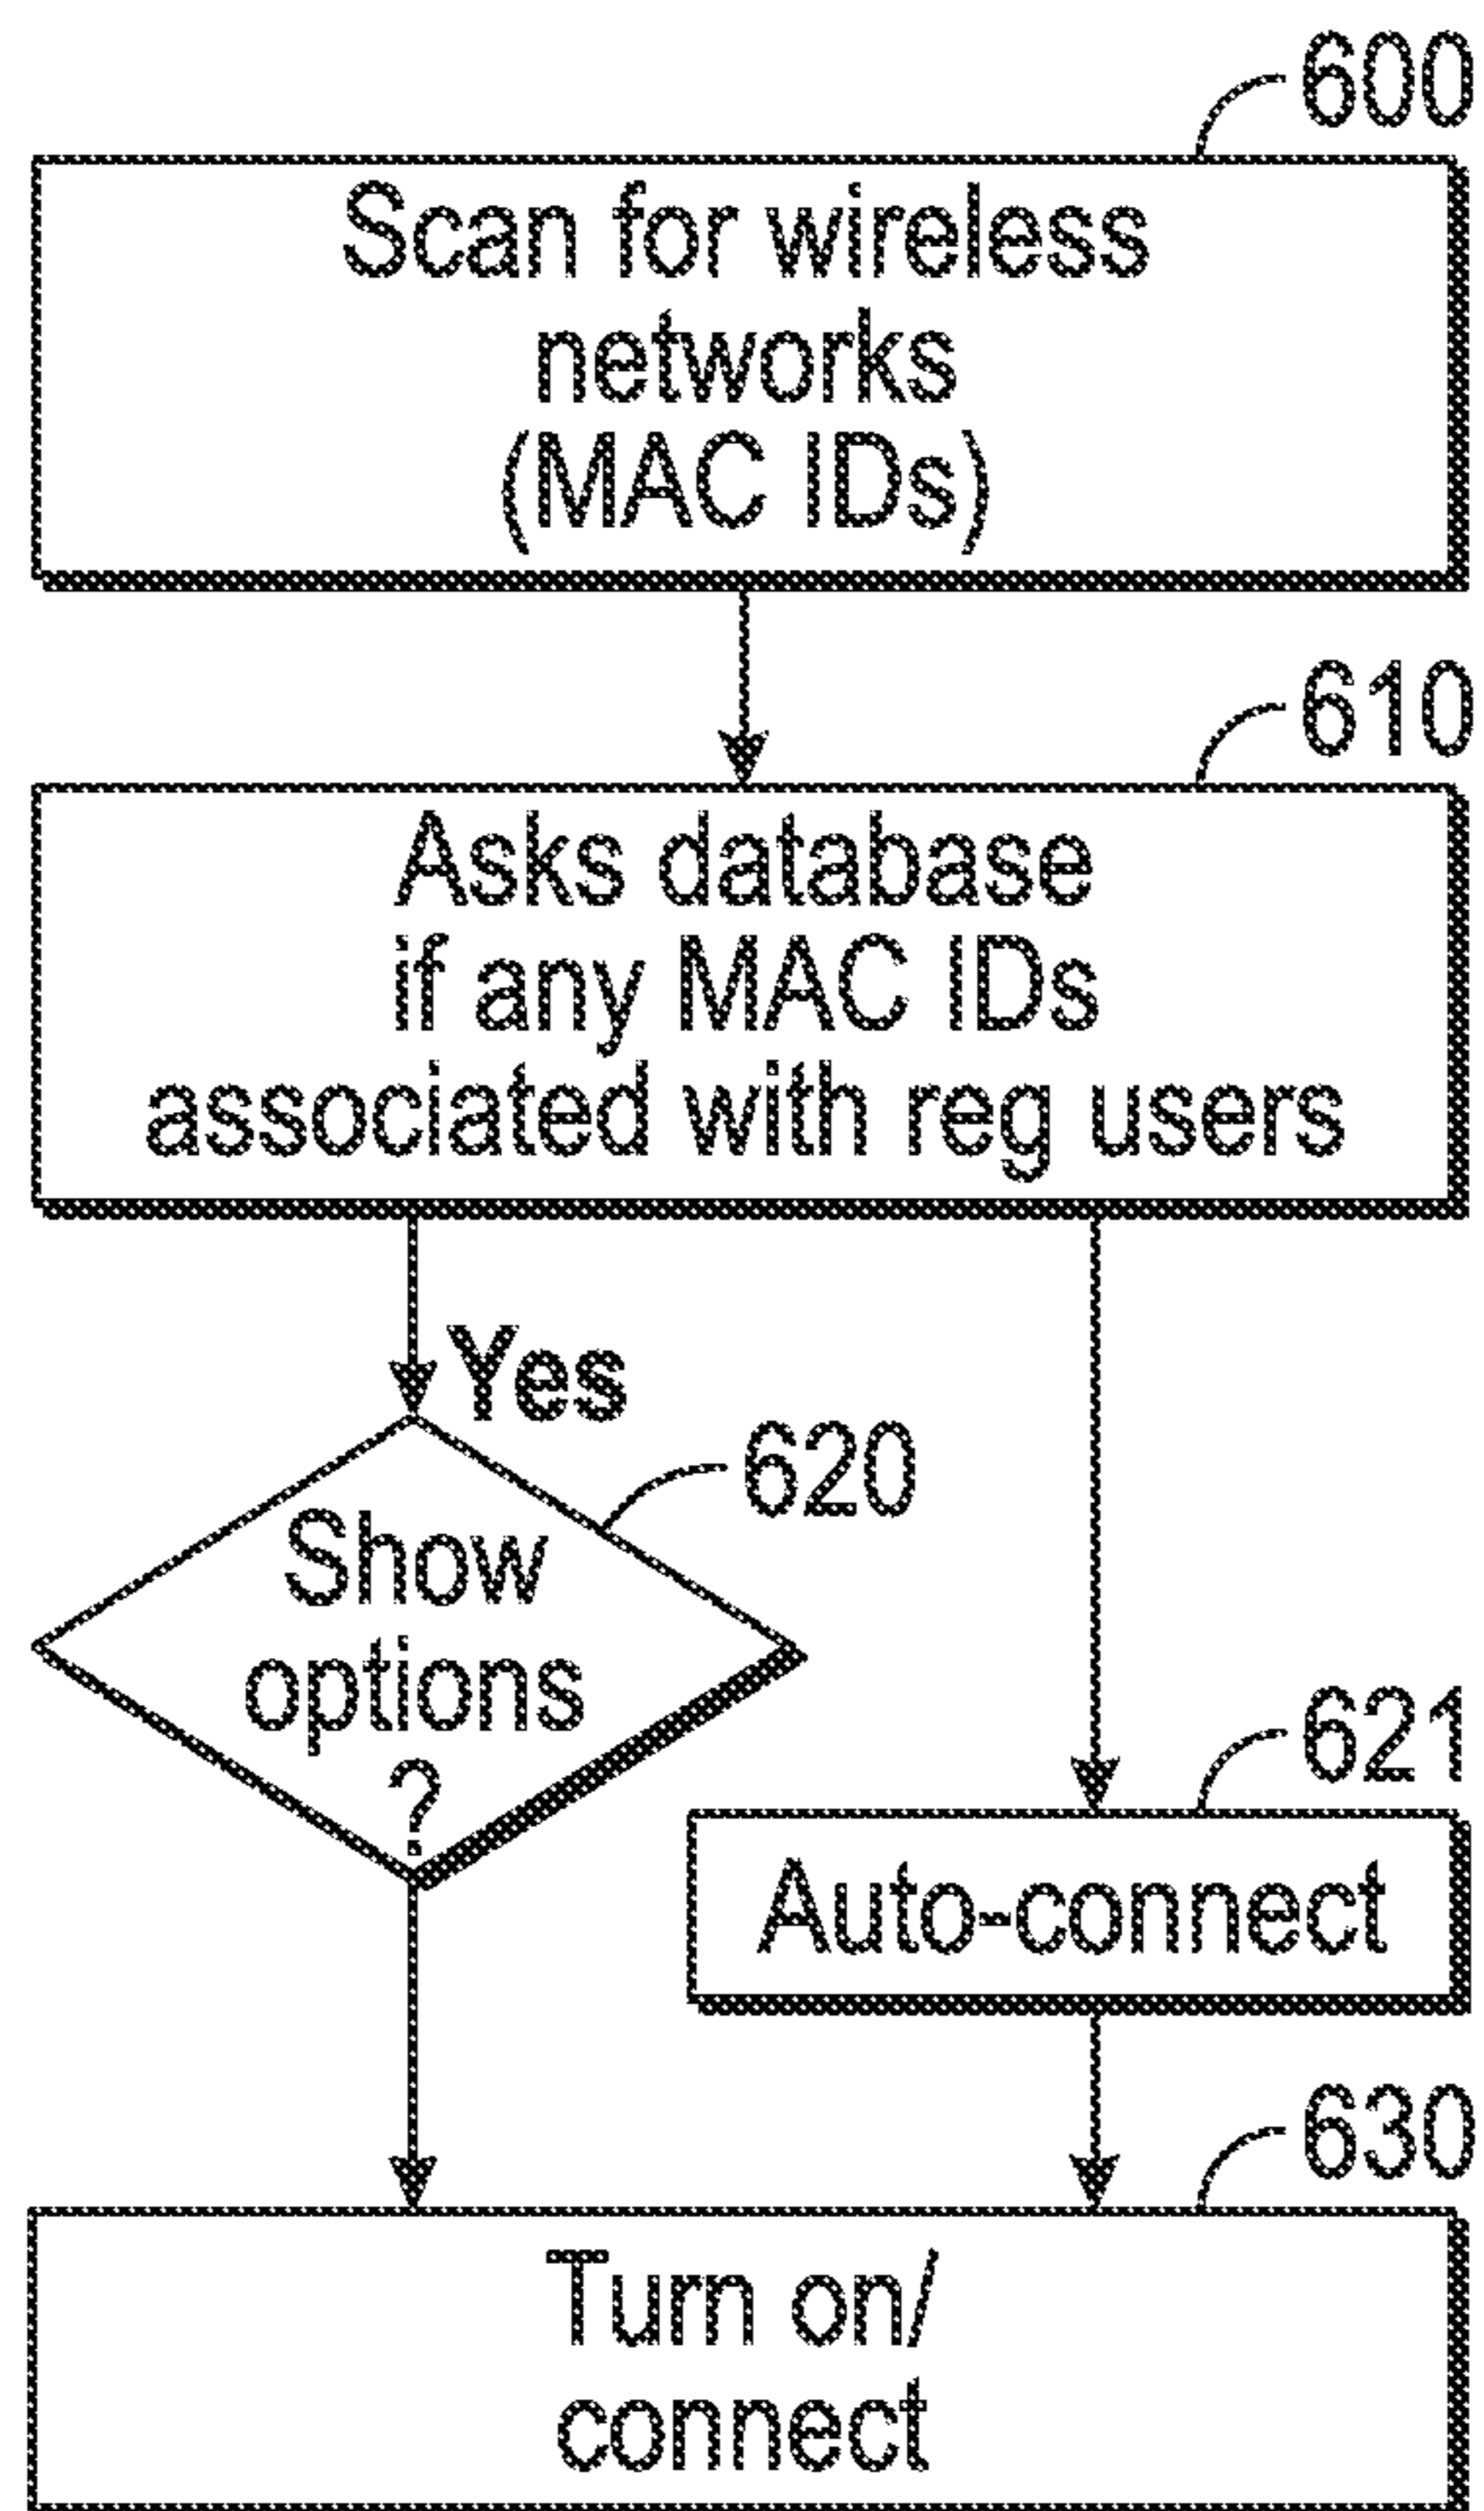 600
Scan for wireless
networks
(MAC IDs)
610
Asks database
if any MAC IDs
associated with reg users
Yes
620
Show
options
?
621
Auto-connect
630
Turn on/
connect